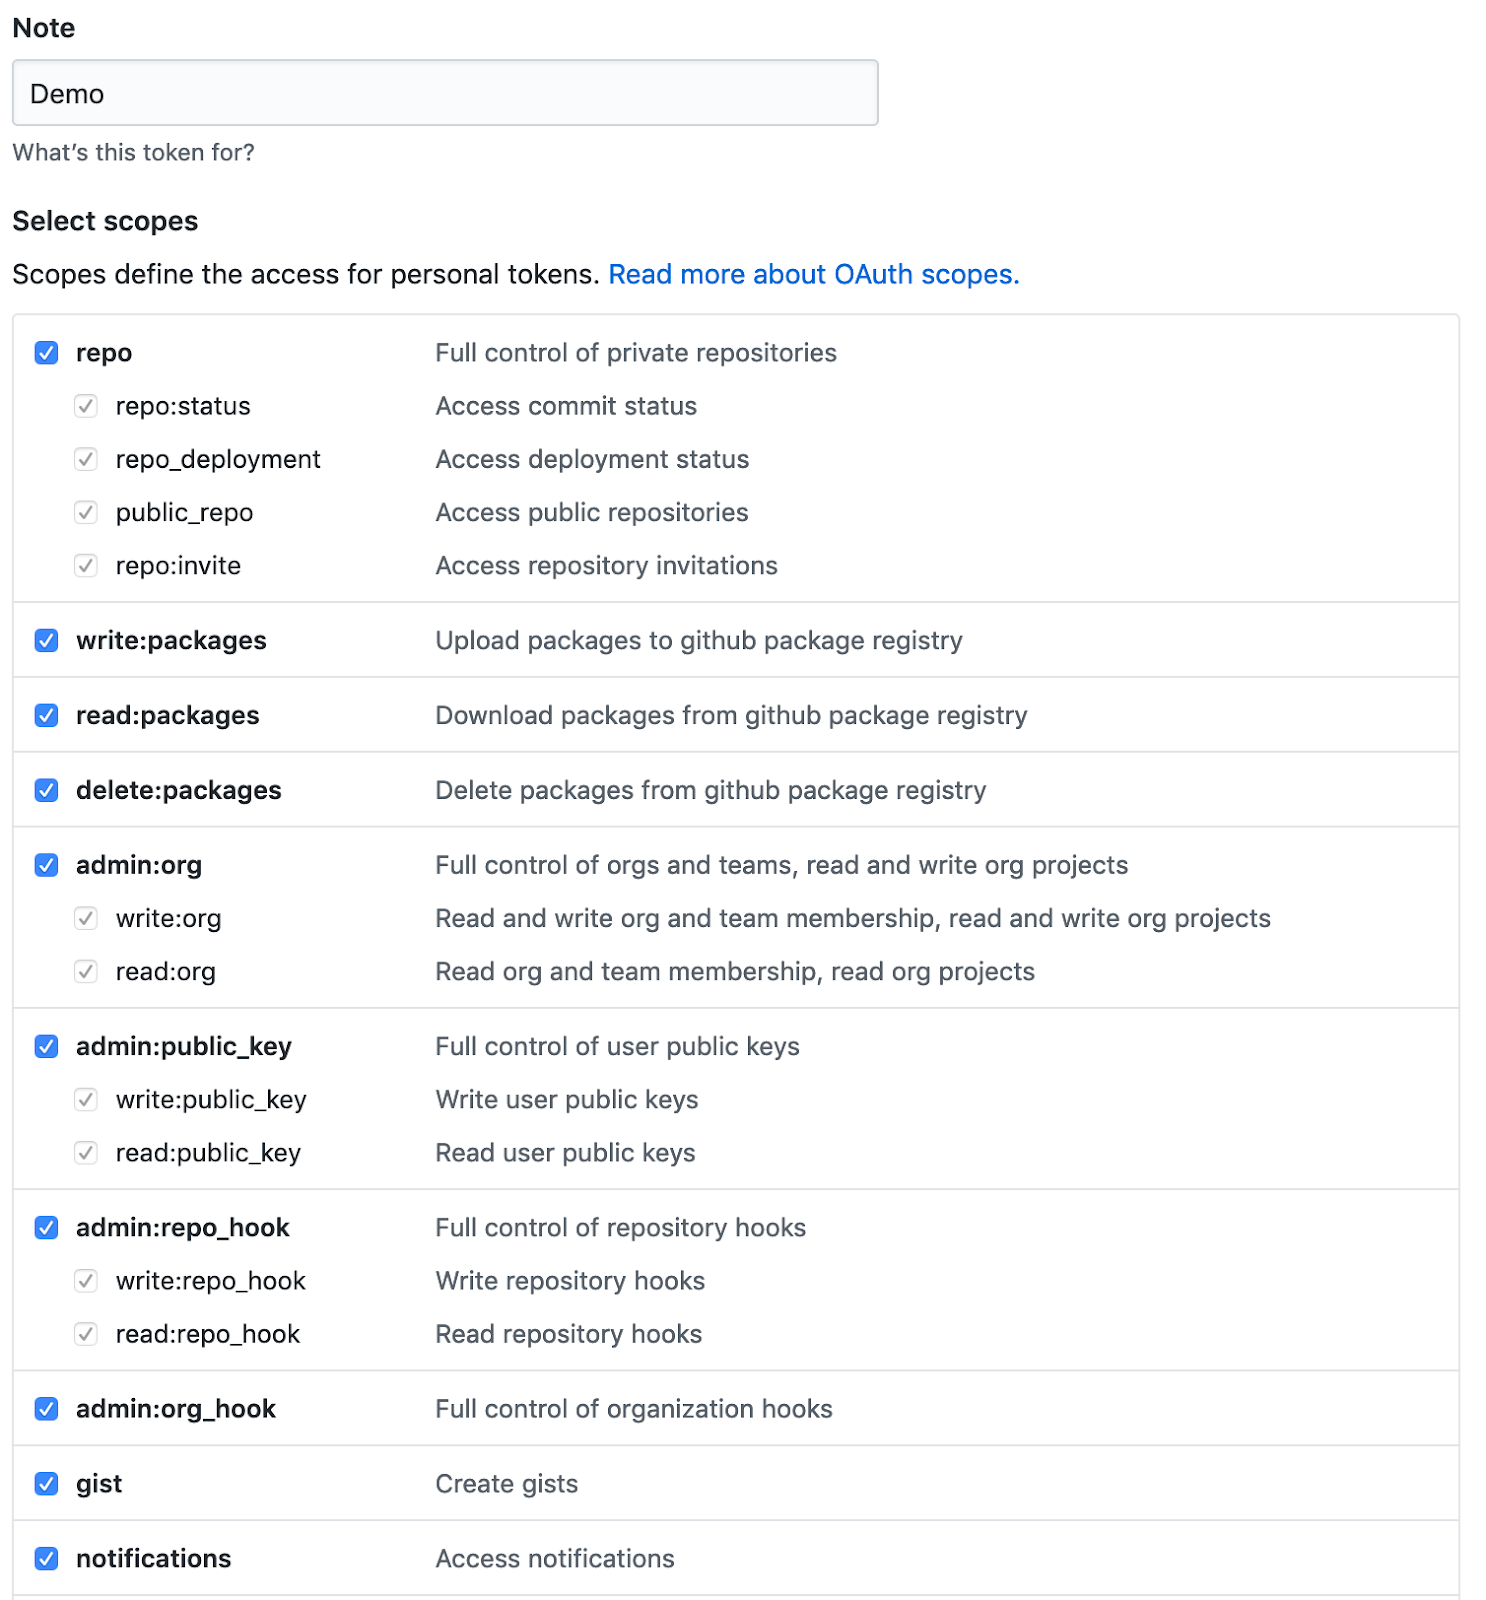 Note
Demo
What's this token for?
Select scopes
Scopes define the access for personal tokens. Read more about OAuth scopes.
repo Full control of private repositories
repo:status Access commit status
repo_deployment Access deployment status
public_repo Access public repositories
repo:invite Access repository invitations
write:packages Upload packages to github package registry
read:packages Download packages from github package registry
delete:packages Delete packages from github package registry
admin:org Full control of orgs and teams, read and write org projects
write:org Read and write org and team membership, read and write org projects
read:org Read org and team membership, read org projects
admin:public_key Full control of user public keys
write:public_key Write user public keys
read:public_key Read user public keys
admin:repo_hook Full control of repository hooks
write:repo_hook Write repository hooks
read:repo_hook Read repository hooks
admin:org_hook Full control of organization hooks
gist Create gists
notifications Access notifications